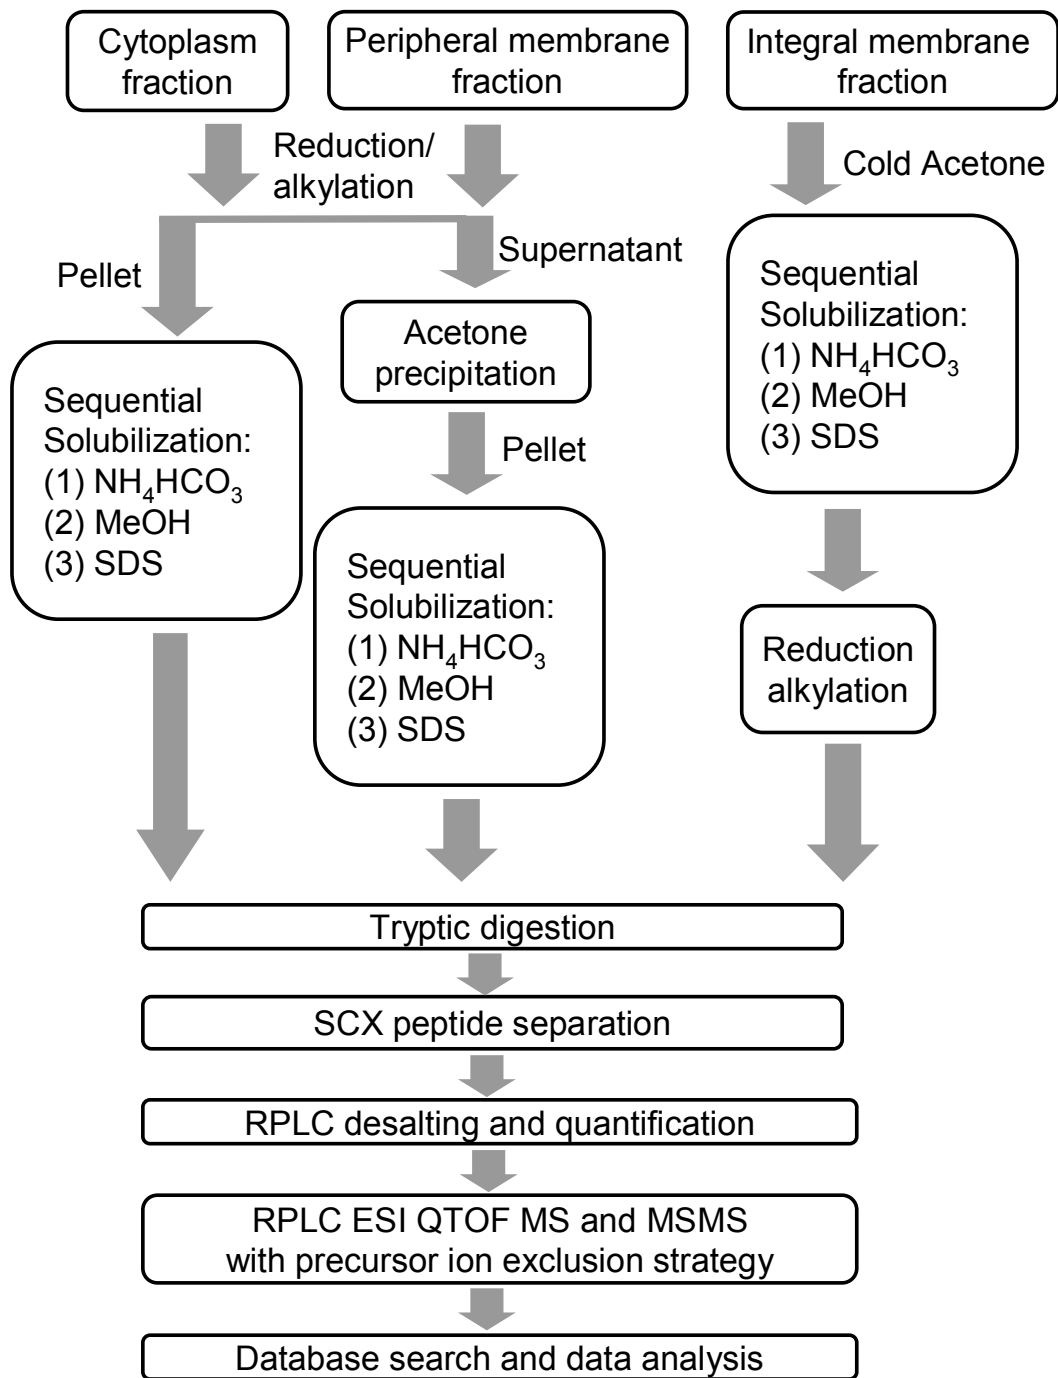 Cytoplasm
fraction
Peripheral membrane
fraction
Integral membrane
fraction
Reduction/
alkylation
Cold Acetone
Pellet
Supernatant
Sequential
Solubilization:
(1) NH₄HCO₃
(2) MeOH
(3) SDS
Acetone
precipitation
Pellet
Sequential
Solubilization:
(1) NH₄HCO₃
(2) MeOH
(3) SDS
Sequential
Solubilization:
(1) NH₄HCO₃
(2) MeOH
(3) SDS
Reduction
alkylation
Tryptic digestion
SCX peptide separation
RPLC desalting and quantification
RPLC ESI QTOF MS and MSMS
with precursor ion exclusion strategy
Database search and data analysis